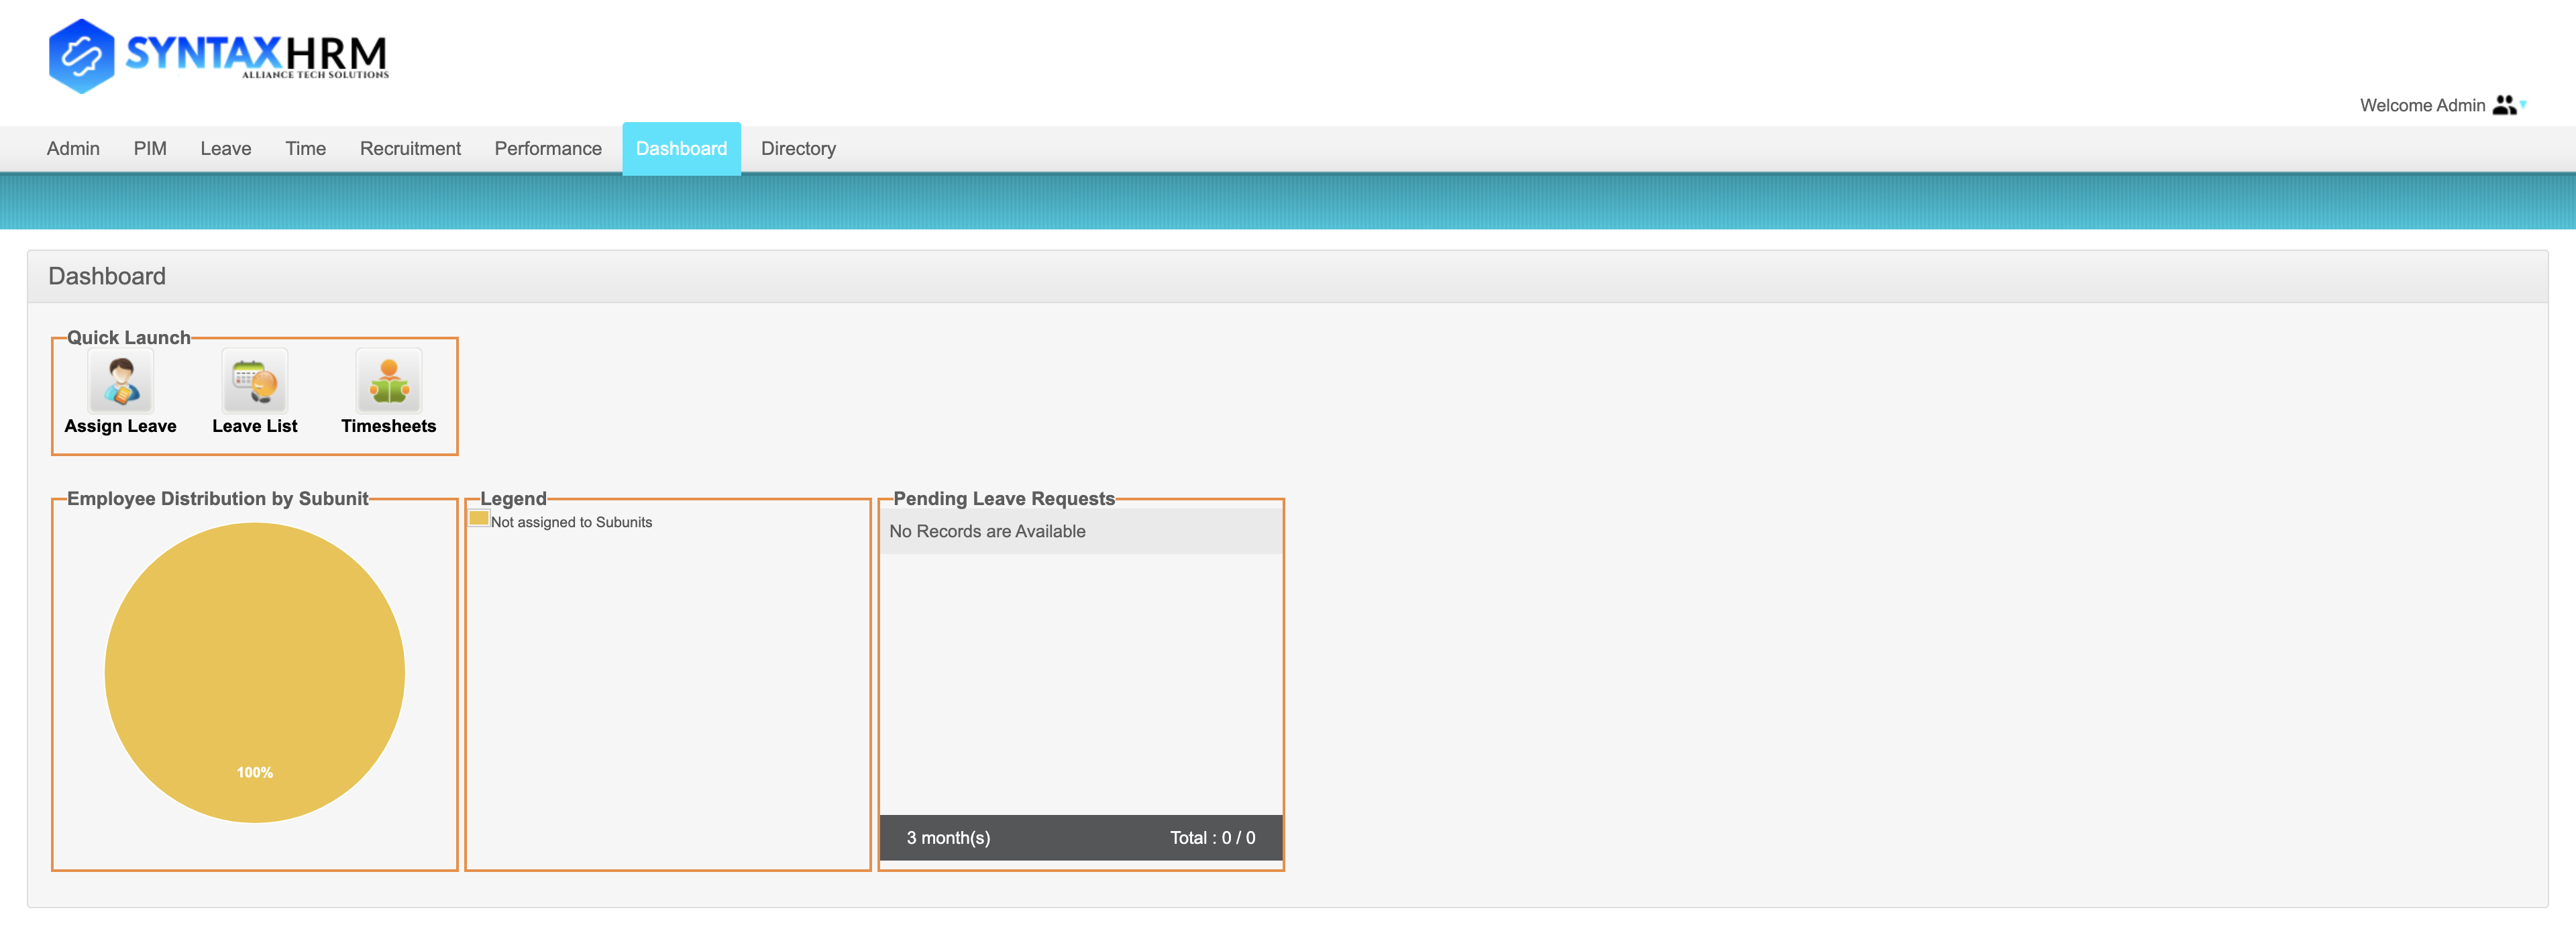 SYNTAXHRM
ALLIANCE TECH SOLUTIONS
Welcome Admin
Admin PIM Leave Time Recruitment Performance Dashboard Directory
Dashboard
Quick Launch
Assign Leave Leave List Timesheets
Employee Distribution by Subunit
100%
Legend
Not assigned to Subunits
Pending Leave Requests
No Records are Available
3 month(s) Total : 0 / 0